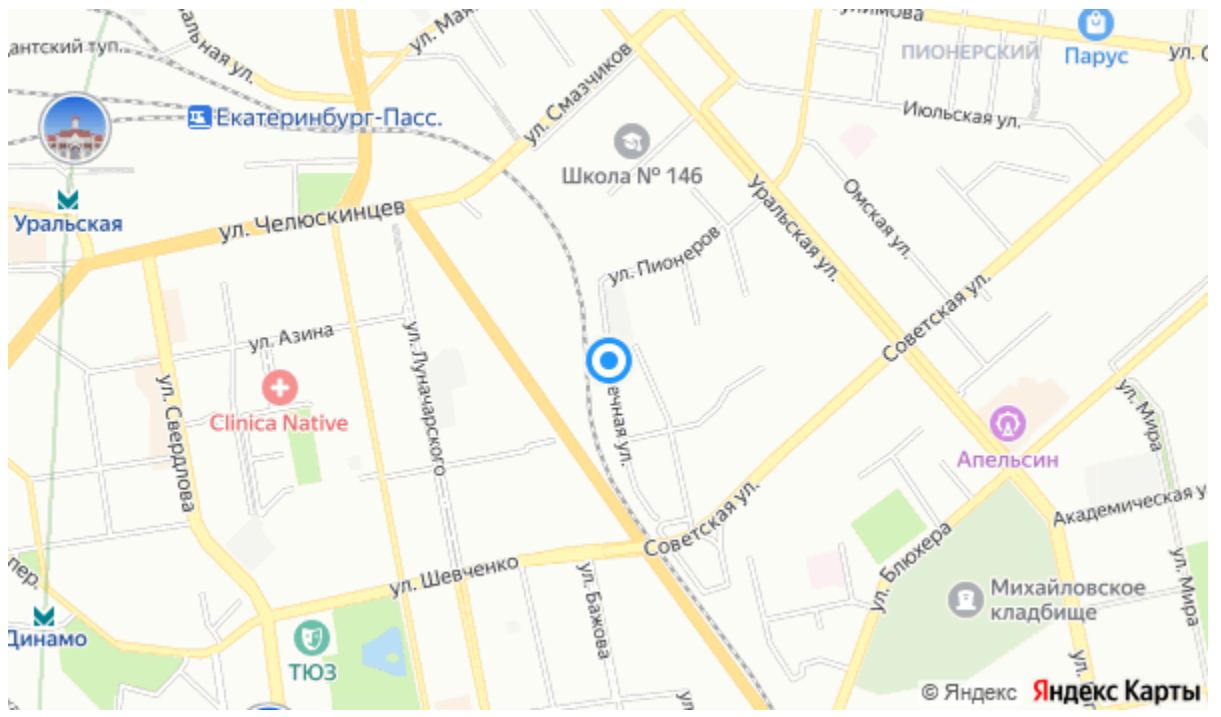 улимова
ул. Мая
антский туп.
альная ул.
ПИОНЕРСКИЙ
Парус
ул. С
Екатеринбург-Пасс.
ул. Смазчиков
Июльская ул.
Школа № 146
Уральская
ул. Челюскинцев
Уральская ул.
Омская ул.
ул. Пионеров
ул. Азина
Советская ул.
ул. Луначарского
Clinica Native
ул. Свердлова
ечная ул.
ул. Мира
Апельсин
Академическая у
Советская ул.
пер.
ул. Шевченко
ул. Бажова
ул. Блюхера
Михайловское
кладбище
ул. Мира
Динамо
ТЮЗ
ул.
ул.
© Яндекс Яндекс Карты